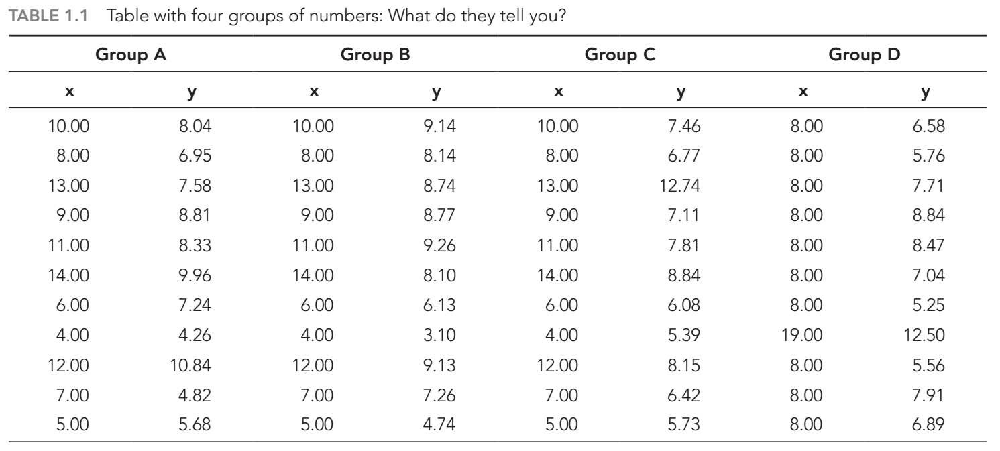 TABLE 1.1 Table with four groups of numbers: What do they tell you?
Group A Group B Group C Group D
x y x y x y x y
10.00 8.04 10.00 9.14 10.00 7.46 8.00 6.58
8.00 6.95 8.00 8.14 8.00 6.77 8.00 5.76
13.00 7.58 13.00 8.74 13.00 12.74 8.00 7.71
9.00 8.81 9.00 8.77 9.00 7.11 8.00 8.84
11.00 8.33 11.00 9.26 11.00 7.81 8.00 8.47
14.00 9.96 14.00 8.10 14.00 8.84 8.00 7.04
6.00 7.24 6.00 6.13 6.00 6.08 8.00 5.25
4.00 4.26 4.00 3.10 4.00 5.39 19.00 12.50
12.00 10.84 12.00 9.13 12.00 8.15 8.00 5.56
7.00 4.82 7.00 7.26 7.00 6.42 8.00 7.91
5.00 5.68 5.00 4.74 5.00 5.73 8.00 6.89